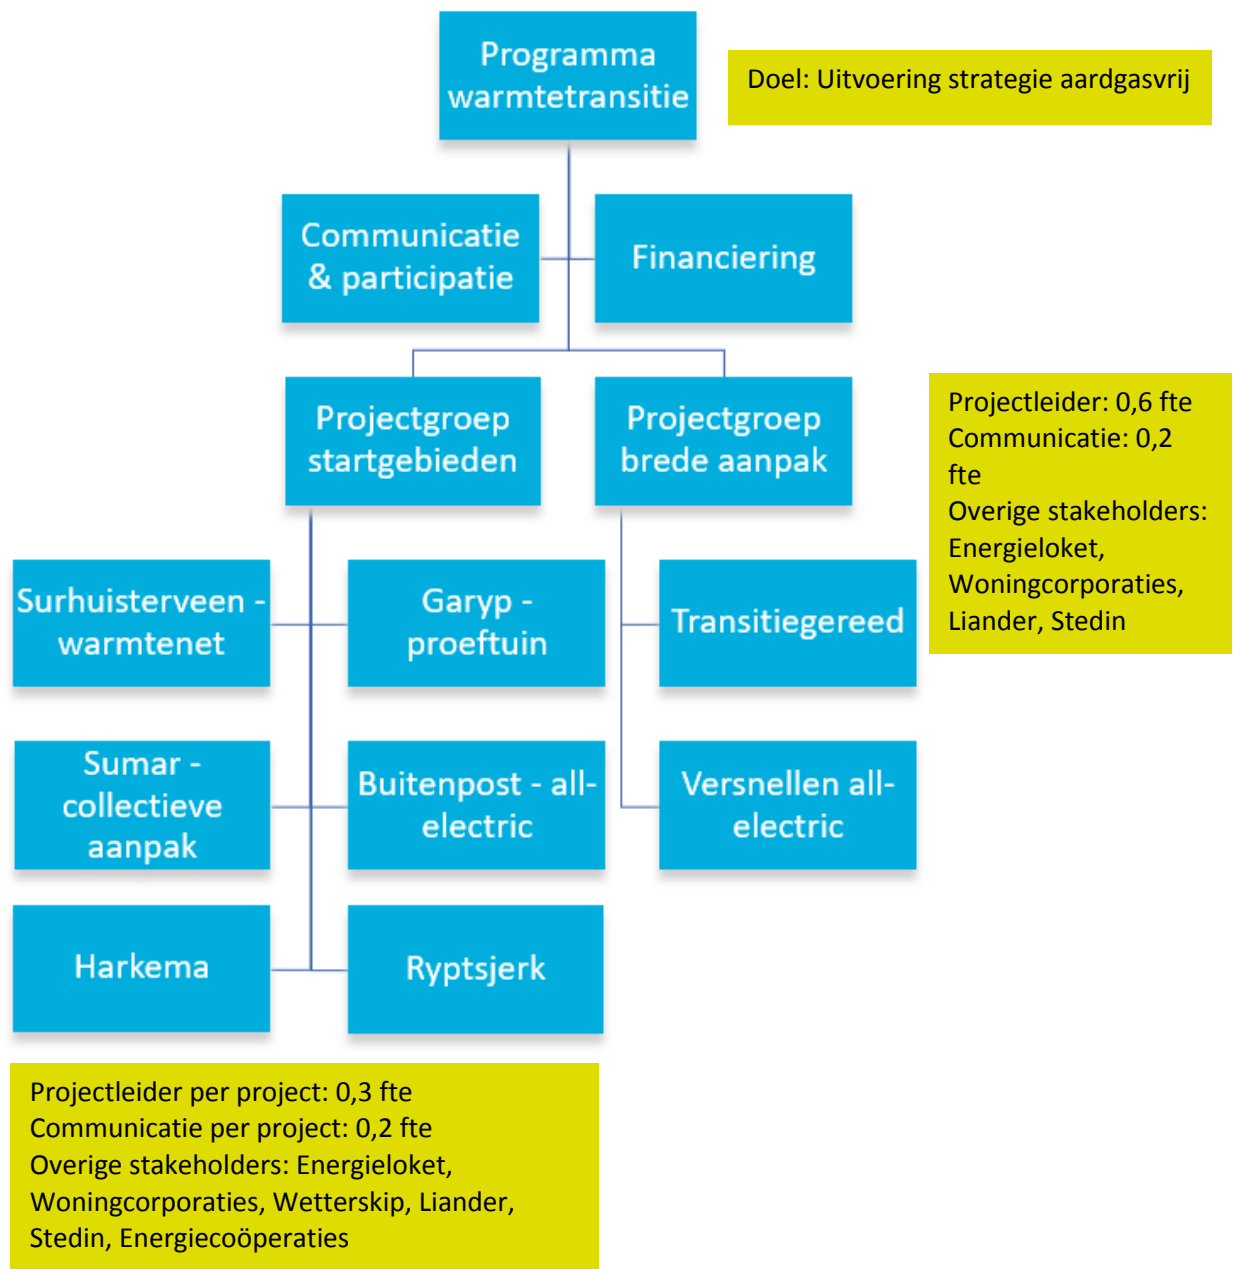 Programma
warmtetransitie
Doel: Uitvoering strategie aardgasvrij
Communicatie
& participatie
Financiering
Projectgroep
startgebieden
Projectgroep
brede aanpak
Projectleider: 0,6 fte
Communicatie: 0,2
fte
Overige stakeholders:
Energieloket,
Woningcorporaties,
Liander, Stedin
Surhuisterveen -
warmtenet
Garyp -
proeftuin
Transitiegereed
Sumar -
collectieve
aanpak
Buitenpost - all-
electric
Versnellen all-
electric
Harkema
Ryptsjerk
Projectleider per project: 0,3 fte
Communicatie per project: 0,2 fte
Overige stakeholders: Energieloket,
Woningcorporaties, Wetterskip, Liander,
Stedin, Energiecoöperaties